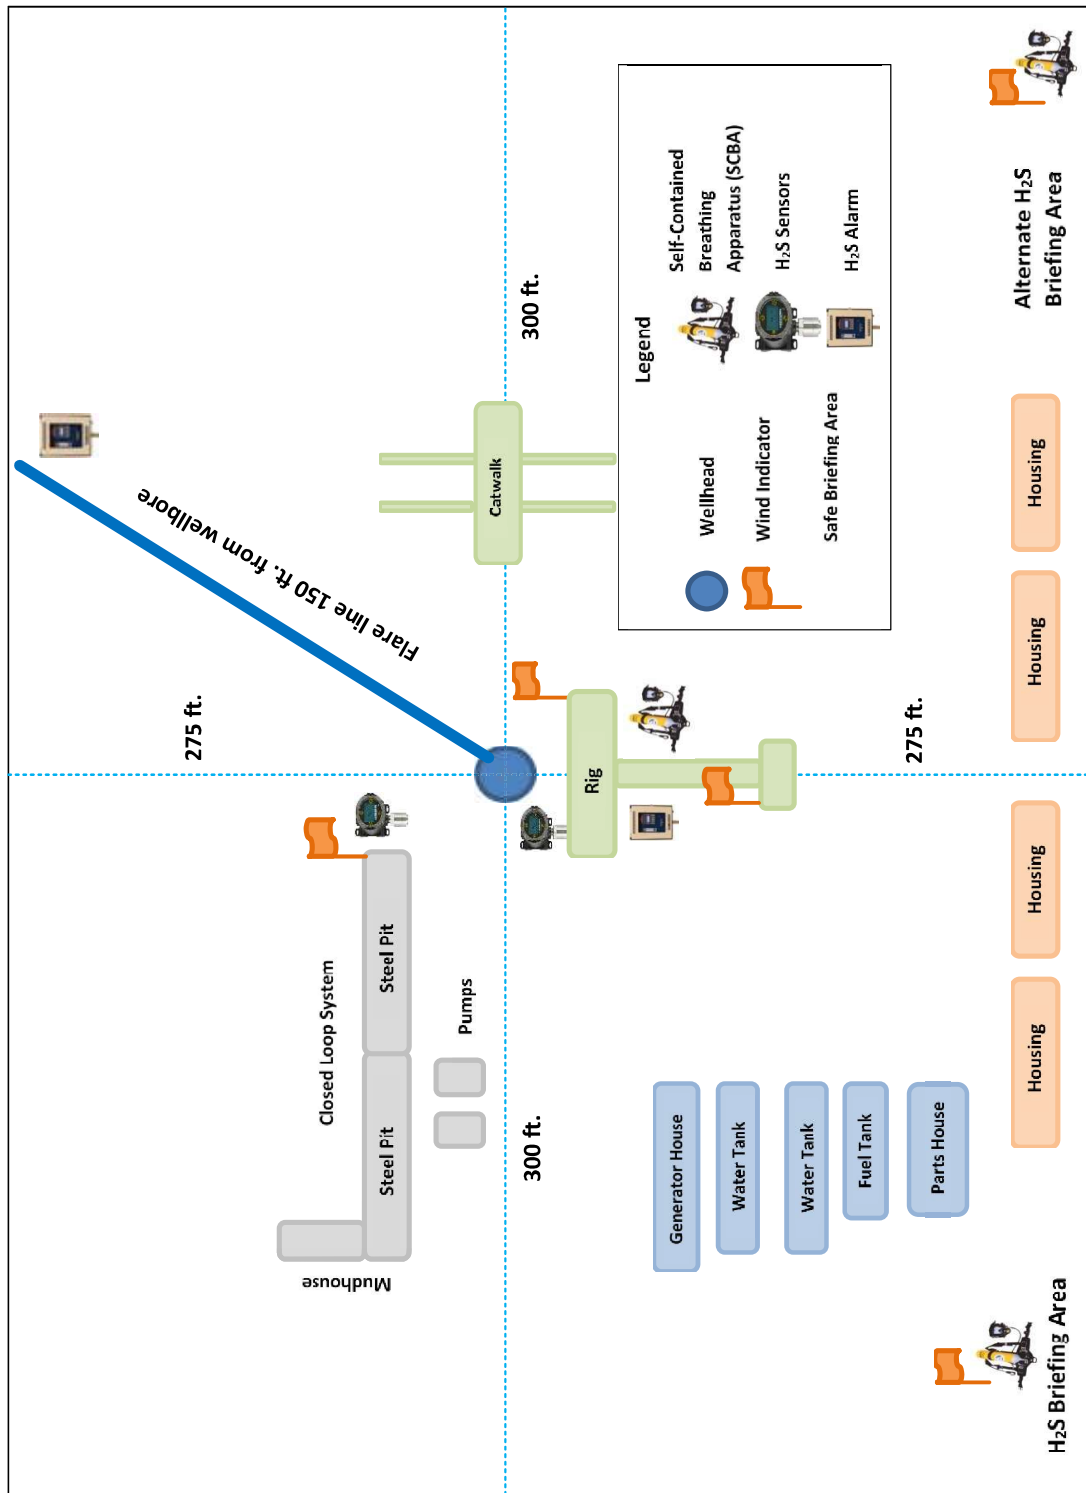 Flare line 150 ft. from wellbore
275 ft.
300 ft.
Catwalk
Closed Loop System
Steel Pit
Steel Pit
Mudhouse
Pumps
300 ft.
Rig
275 ft.
Legend
Wellhead
Wind Indicator
Safe Briefing Area
Self-Contained
Breathing
Apparatus (SCBA)
H₂S Sensors
H₂S Alarm
Generator House
Water Tank
Water Tank
Fuel Tank
Parts House
Housing
Housing
Housing
Housing
H₂S Briefing Area
Alternate H₂S
Briefing Area